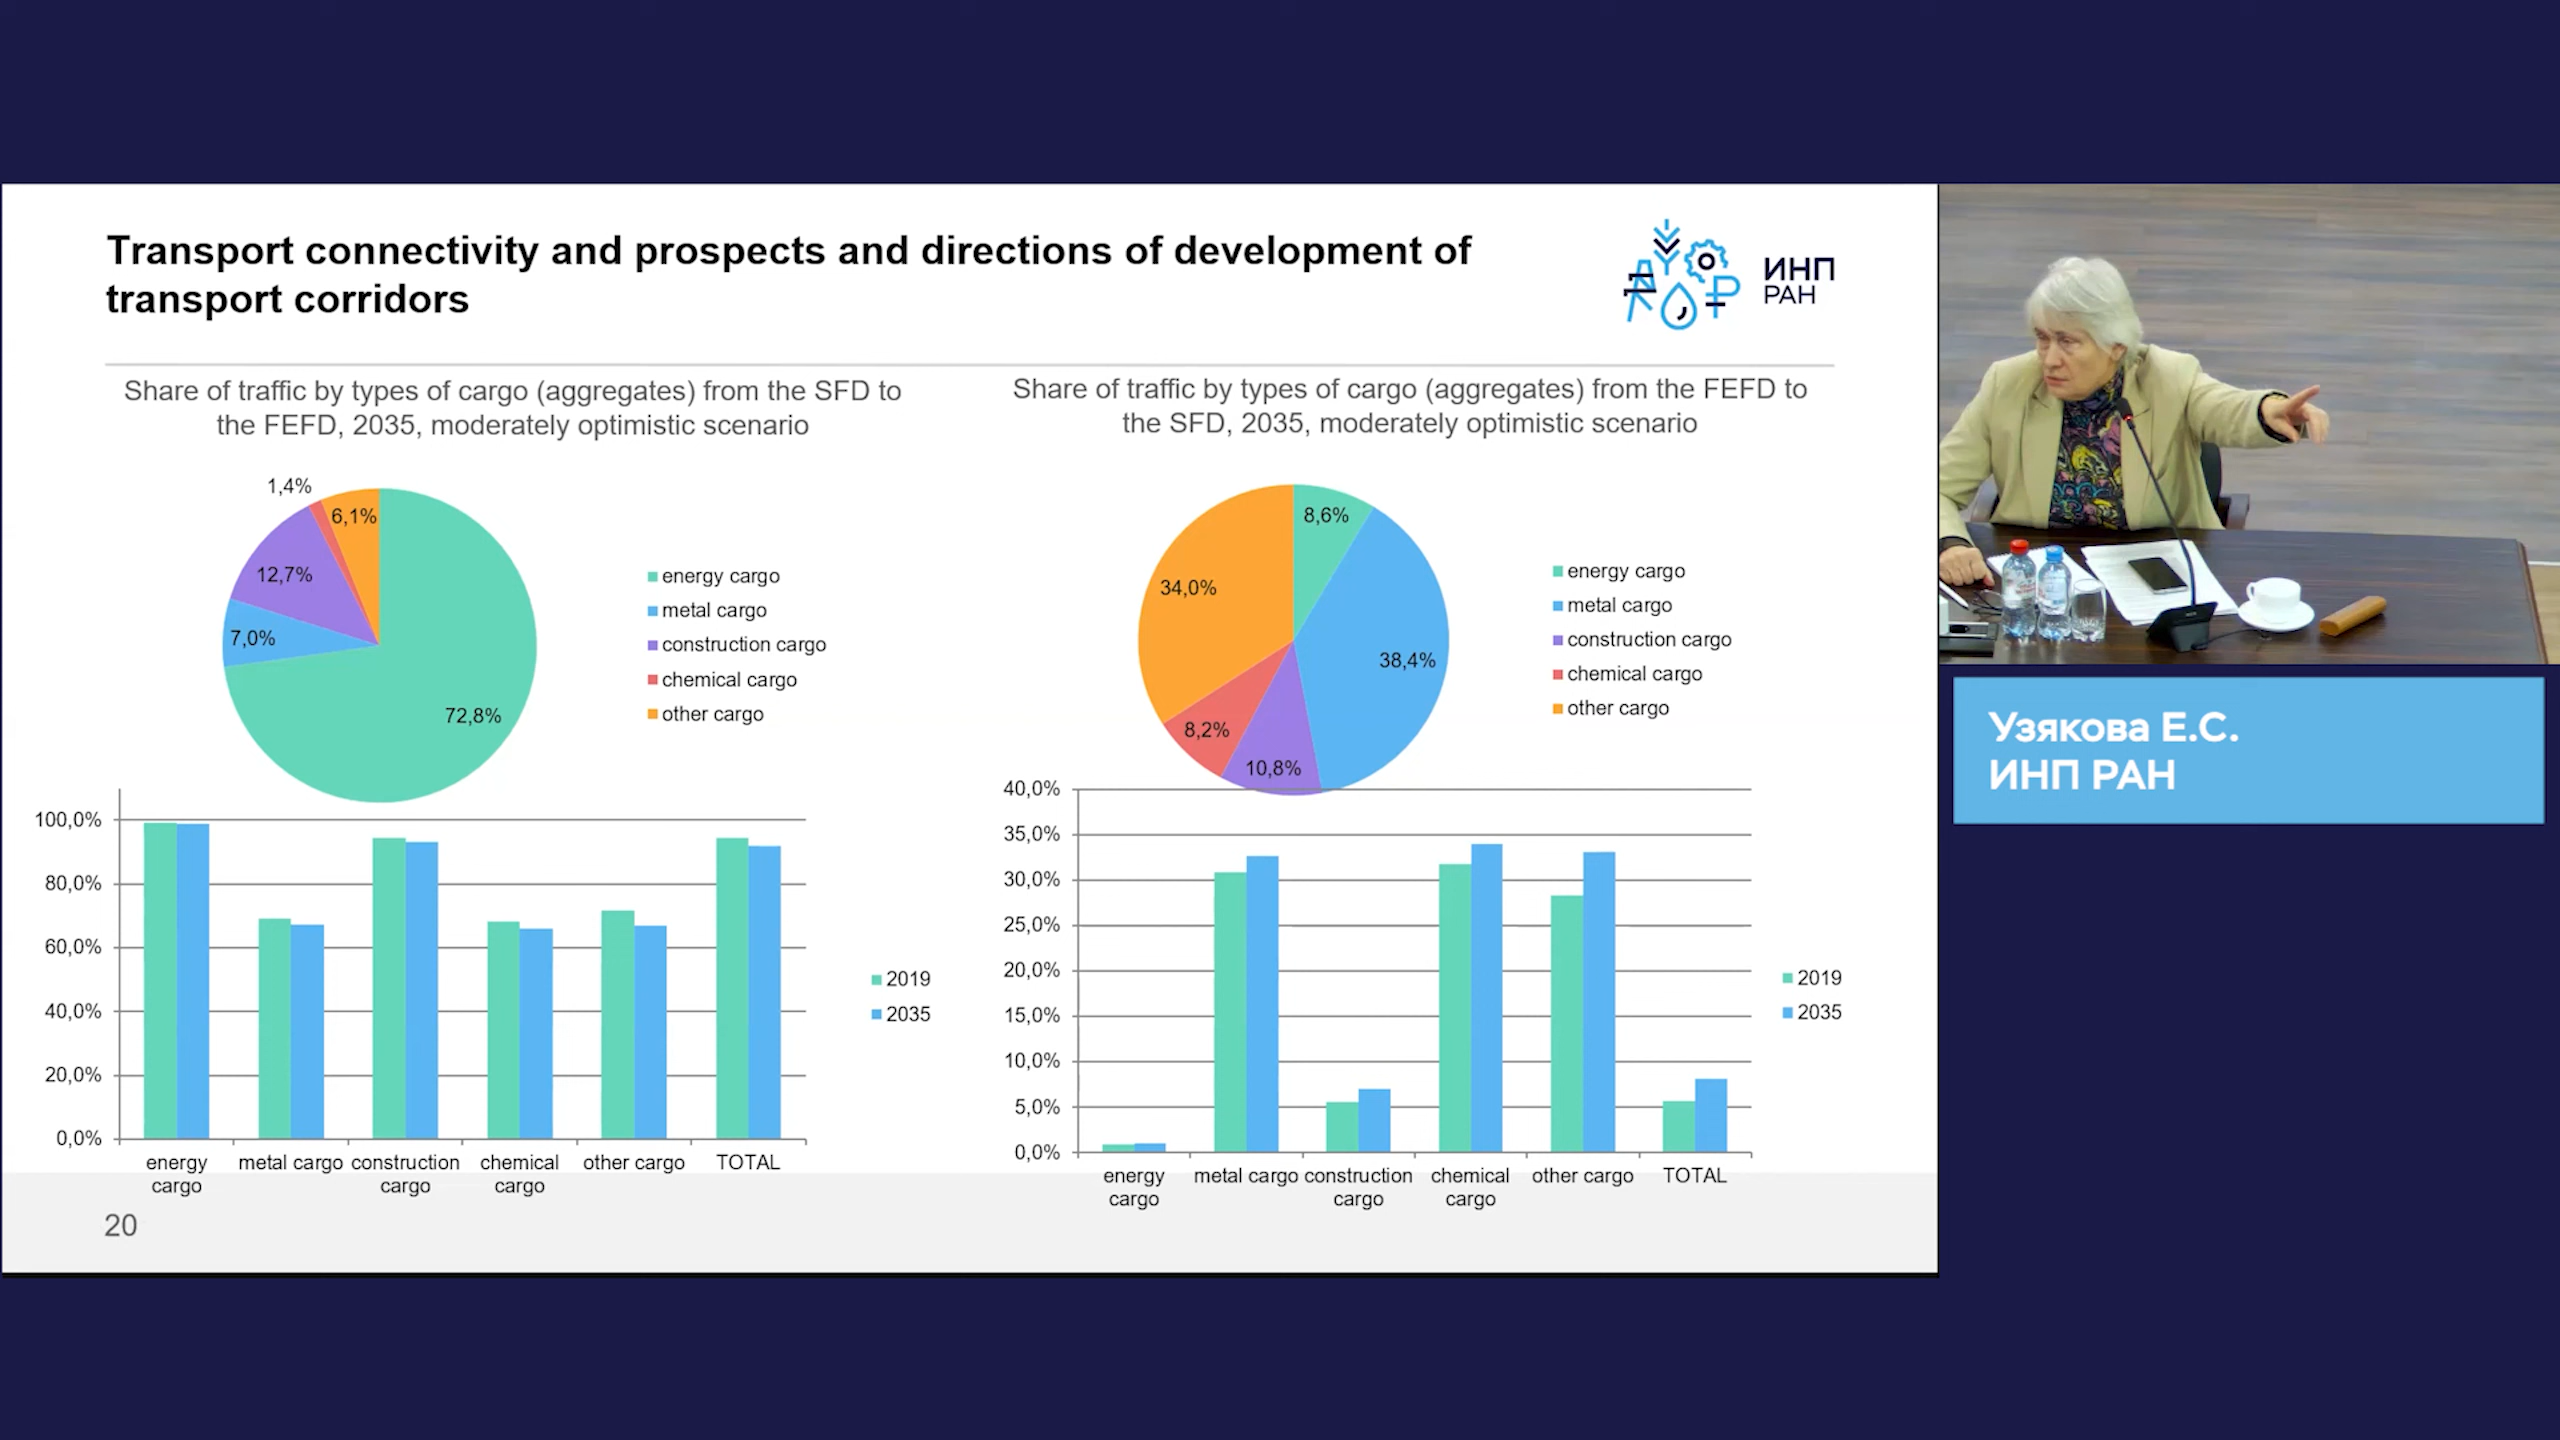 Transport connectivity and prospects and directions of development of
transport corridors
ИНП
РАН
Share of traffic by types of cargo (aggregates) from the SFD to
the FEFD, 2035, moderately optimistic scenario
1,4%
6,1%
12,7%
7,0%
72,8%
energy cargo
metal cargo
construction cargo
chemical cargo
other cargo
Share of traffic by types of cargo (aggregates) from the FEFD to
the SFD, 2035, moderately optimistic scenario
8,6%
34,0%
38,4%
8,2%
10,8%
energy cargo
metal cargo
construction cargo
chemical cargo
other cargo
100,0%
80,0%
60,0%
40,0%
20,0%
0,0%
energy cargo
metal cargo
construction cargo
chemical cargo
other cargo
TOTAL
2019
2035
40,0%
35,0%
30,0%
25,0%
20,0%
15,0%
10,0%
5,0%
0,0%
energy cargo
metal cargo
construction cargo
chemical cargo
other cargo
TOTAL
2019
2035
20
Узякова Е.С.
ИНП РАН